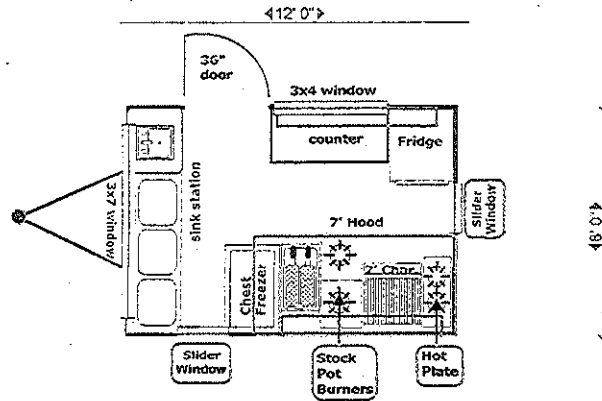 12' 0"
36"
door
3x4 window
counter
Fridge
sink station
3x7 window
Slider
Window
8' 0"
7' Hood
2' Char
Chest
Freezer
Slider
Window
Stock
Pot
Burners
Hot
Plate